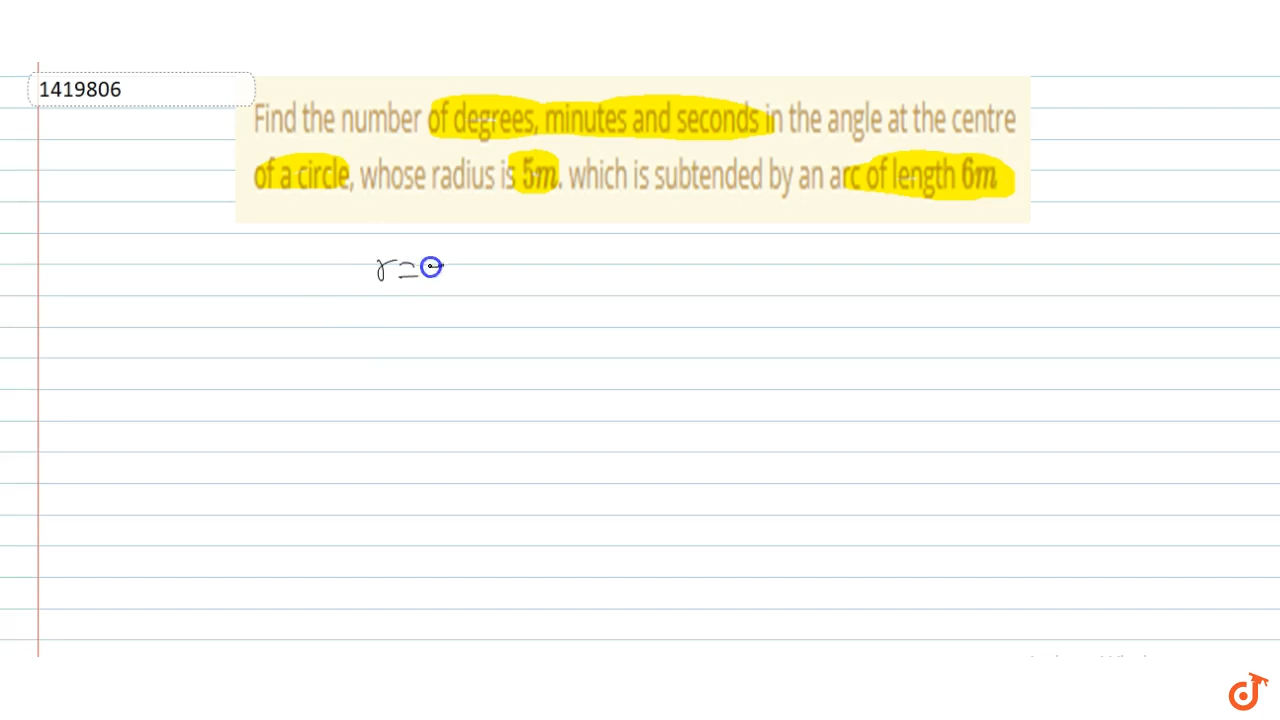 1419806
Find the number of degrees, minutes and seconds in the angle at the centre
of a circle, whose radius is 5m. which is subtended by an arc of length 6m
r =